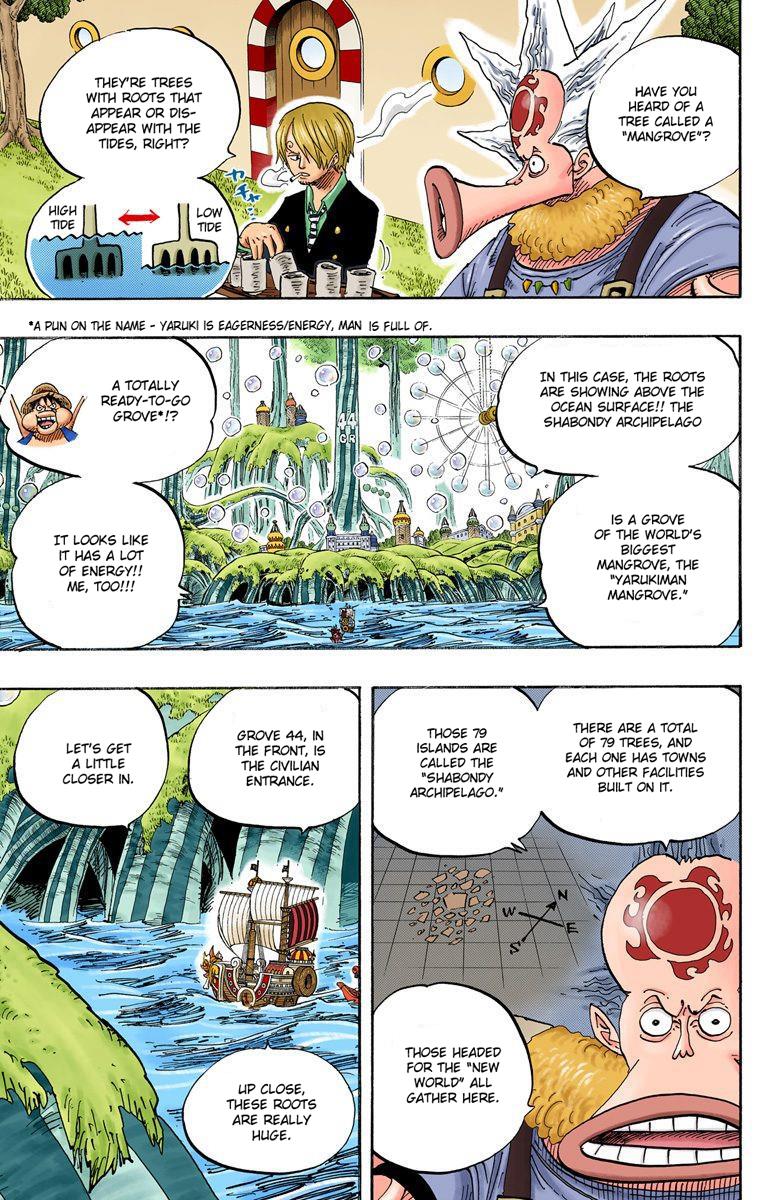 HAVE YOU
HEARD OF A
TREE CALLED A
"MANGROVE"?
THEY'RE TREES
WITH ROOTS THAT
APPEAR OR DIS-
APPEAR WITH THE
TIDES, RIGHT?
HIGH
TIDE
LOW
TIDE
*A PUN ON THE NAME - YARUKI IS EAGERNESS/ENERGY, MAN IS FULL OF.
IN THIS CASE, THE ROOTS
ARE SHOWING ABOVE THE
OCEAN SURFACE!! THE
SHABONDY ARCHIPELAGO
IS A GROVE
OF THE WORLD'S
BIGGEST
MANGROVE, THE
"YARUKIMAN
MANGROVE."
44
GR
A TOTALLY
READY-TO-GO
GROVE*!?
IT LOOKS LIKE
IT HAS A LOT
OF ENERGY!!
ME, TOO!!!
THERE ARE A TOTAL
OF 79 TREES, AND
EACH ONE HAS TOWNS
AND OTHER FACILITIES
BUILT ON IT.
THOSE 79
ISLANDS ARE
CALLED THE
"SHABONDY
ARCHIPELAGO."
N
W
E
S
THOSE HEADED
FOR THE "NEW
WORLD" ALL
GATHER HERE.
GROVE 44, IN
THE FRONT, IS
THE CIVILIAN
ENTRANCE.
LET'S GET
A LITTLE
CLOSER IN.
UP CLOSE,
THESE ROOTS
ARE REALLY
HUGE.